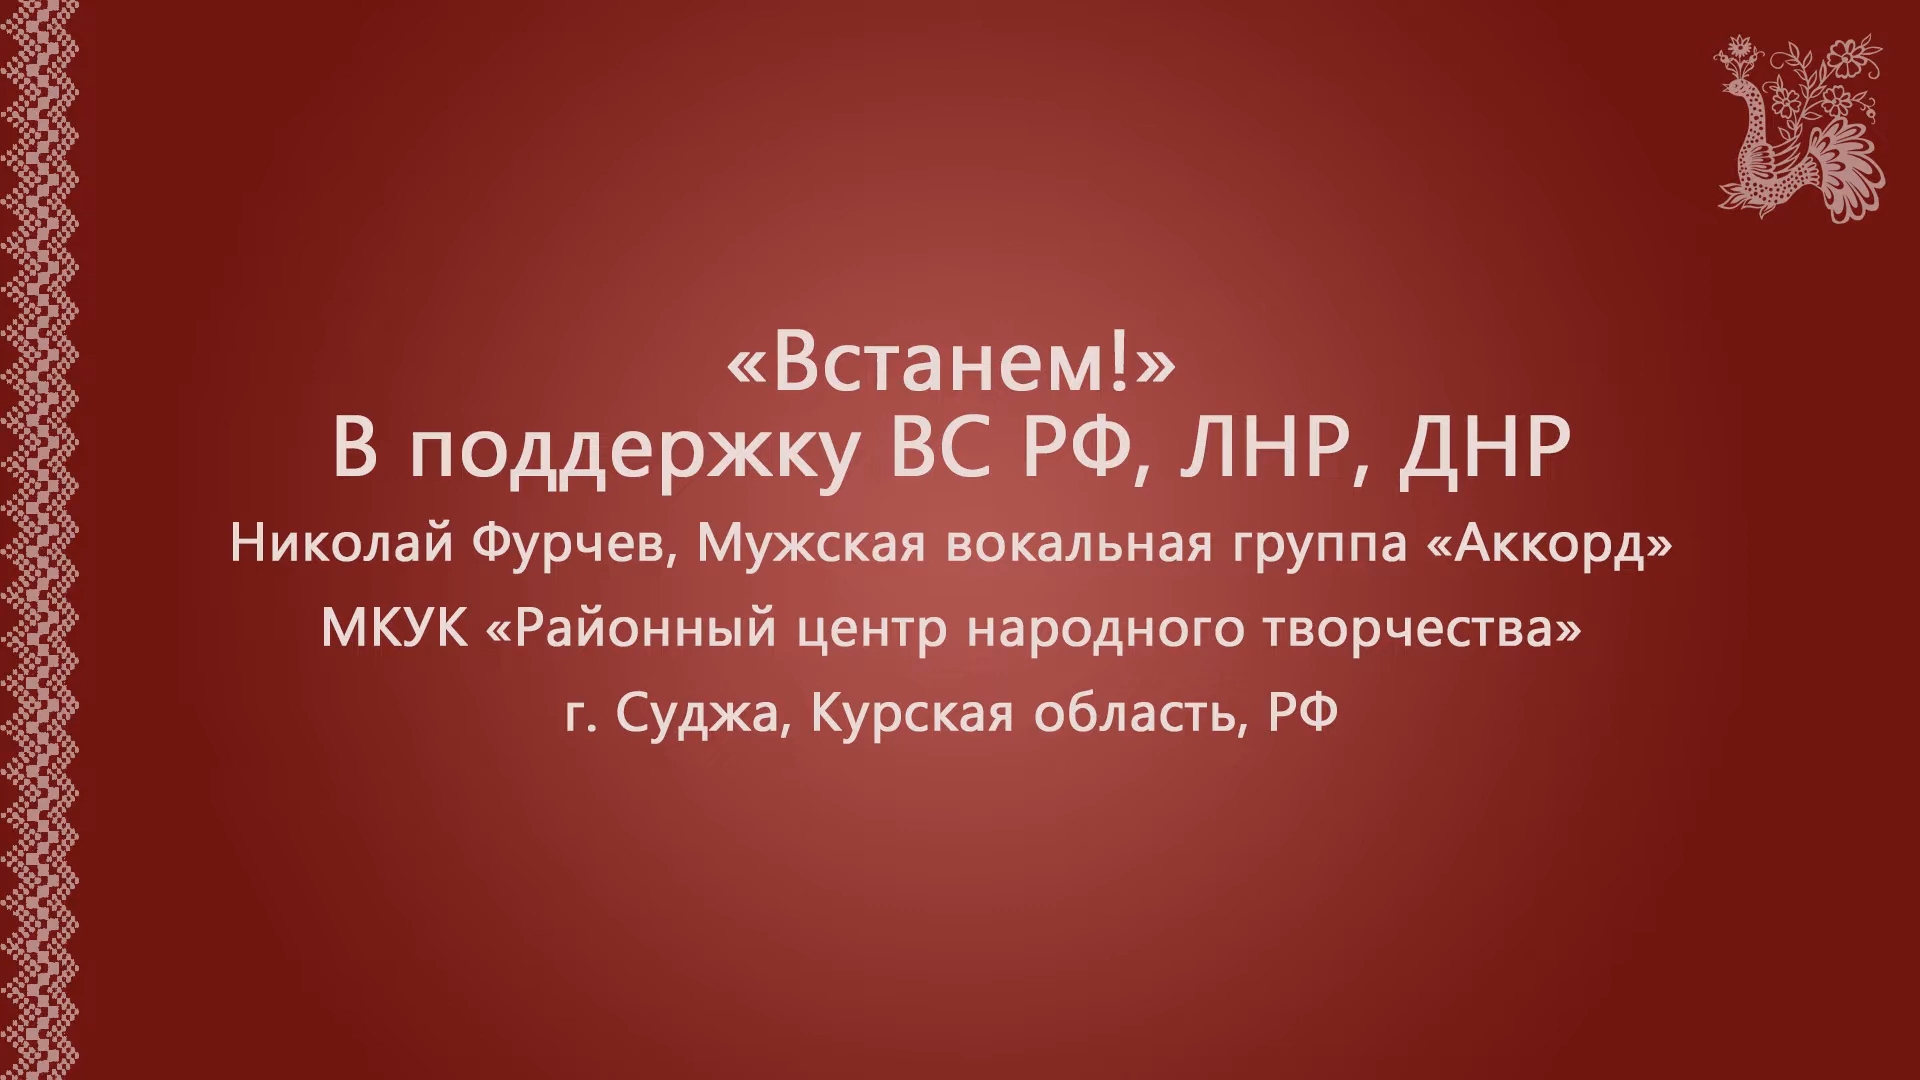 «Встанем!»
В поддержку ВС РФ, ЛНР, ДНР
Николай Фурчев, Мужская вокальная группа «Аккорд»
МКУК «Районный центр народного творчества»
г. Суджа, Курская область, РФ